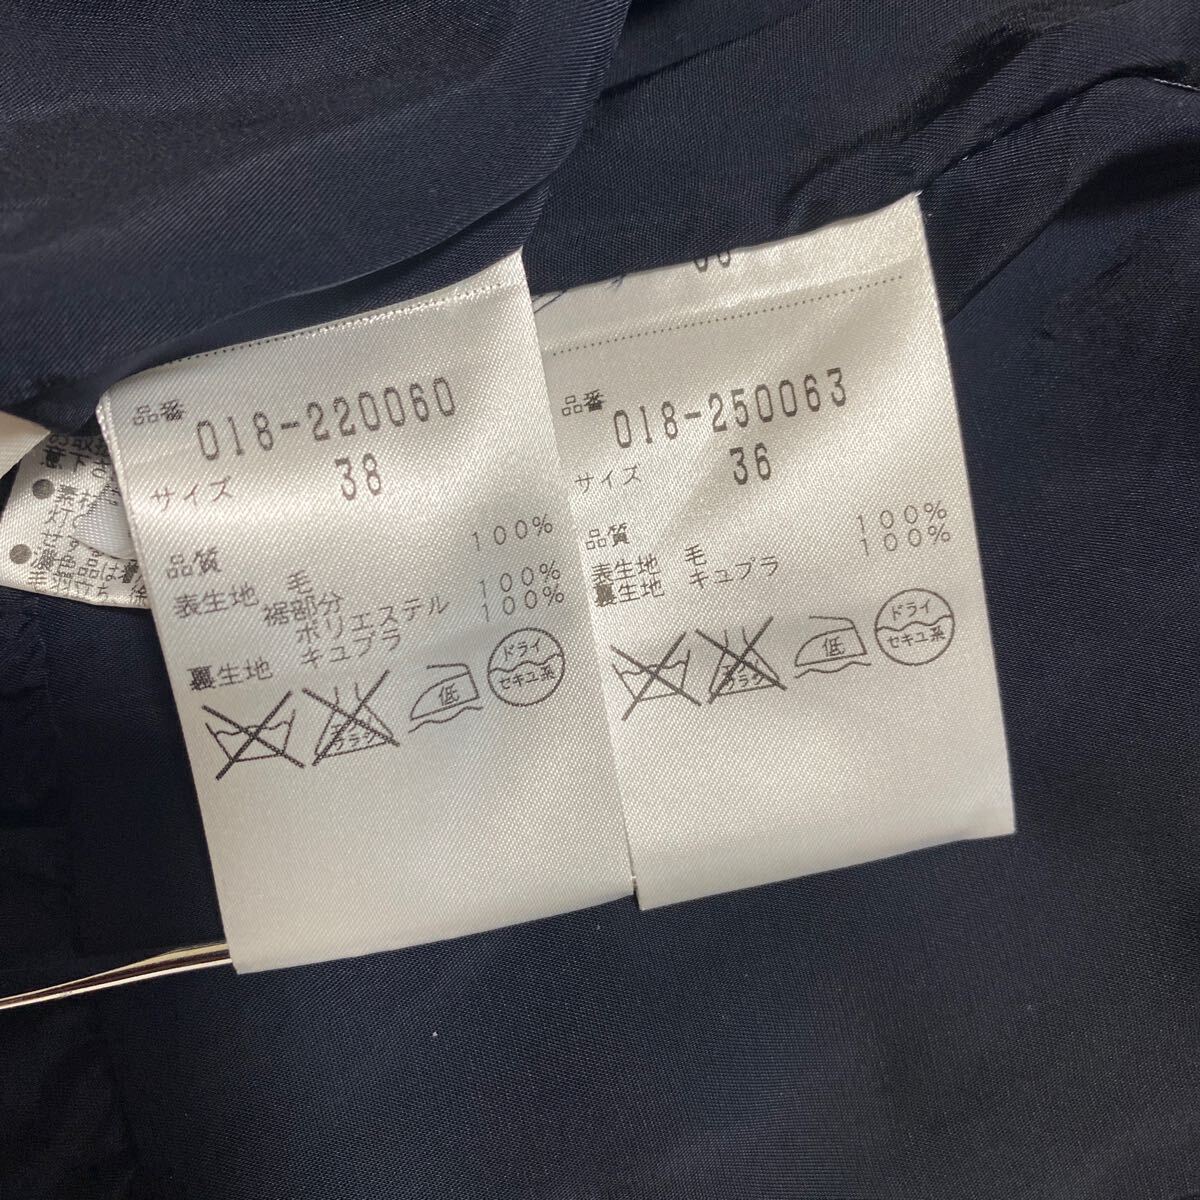 品番 018-220060
サイズ 38
品質
表生地 毛 100%
裾部分
ポリエステル 100%
裏生地 キュプラ 100%
ドライ
セキユ系
低
品番 018-250063
サイズ 36
品質
表生地 毛 100%
裏生地 キュプラ 100%
ドライ
セキユ系
低